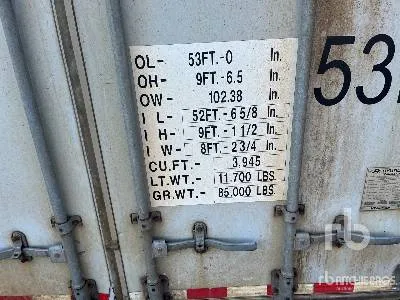 OL- 53FT.-0 In.
OH- 9FT.-6.5 In.
OW- 102.38 In.
I L- 52FT.-6 5/8 In.
I H- 9FT.-1 1/2 In.
I W- 8FT.-2 3/4 In.
CU.FT.- 3,945
LT.WT.- 11,700 LBS.
GR.WT.- 85,000 LBS.
53
rb
rb